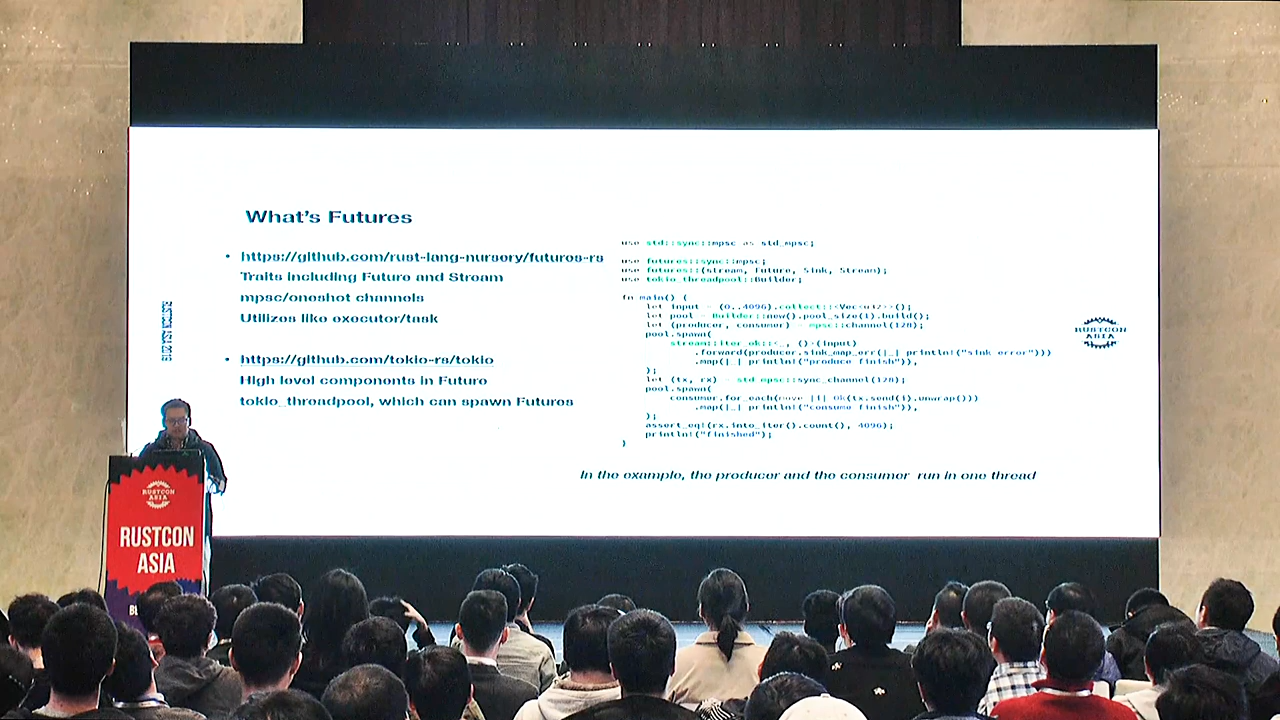 What's Futures
• https://github.com/rust-lang-nursery/futures-rs
Traits including Future and Stream
mpsc/oneshot channels
Utilizes like executor/task
• https://github.com/tokio-rs/tokio
High level components in Future
tokio_threadpool, which can spawn Futures
use std::sync::mpsc as std_mpsc;
use futures::sync::mpsc;
use futures::{stream, Future, Sink, Stream};
use tokio_threadpool::Builder;
fn main() {
let input = (0..4096).collect::<Vec<u32>>();
let pool = Builder::new().pool_size(1).build();
let (producer, consumer) = mpsc::channel(128);
pool.spawn(
stream::iter_ok::<_, ()>(input)
.forward(producer.sink_map_err(|_| println!("sink error")))
.map(|_| println!("produce finish")),
);
let (tx, rx) = std_mpsc::sync_channel(128);
pool.spawn(
consumer.for_each(move |i| Ok(tx.send(i).unwrap()))
.map(|_| println!("consume finish")),
);
assert_eq!(rx.into_iter().count(), 4096);
println!("finished");
}
In the example, the producer and the consumer run in one thread
RUSTCON ASIA 2019
RUSTCON
ASIA
RUSTCON
ASIA
RUSTCON
ASIA